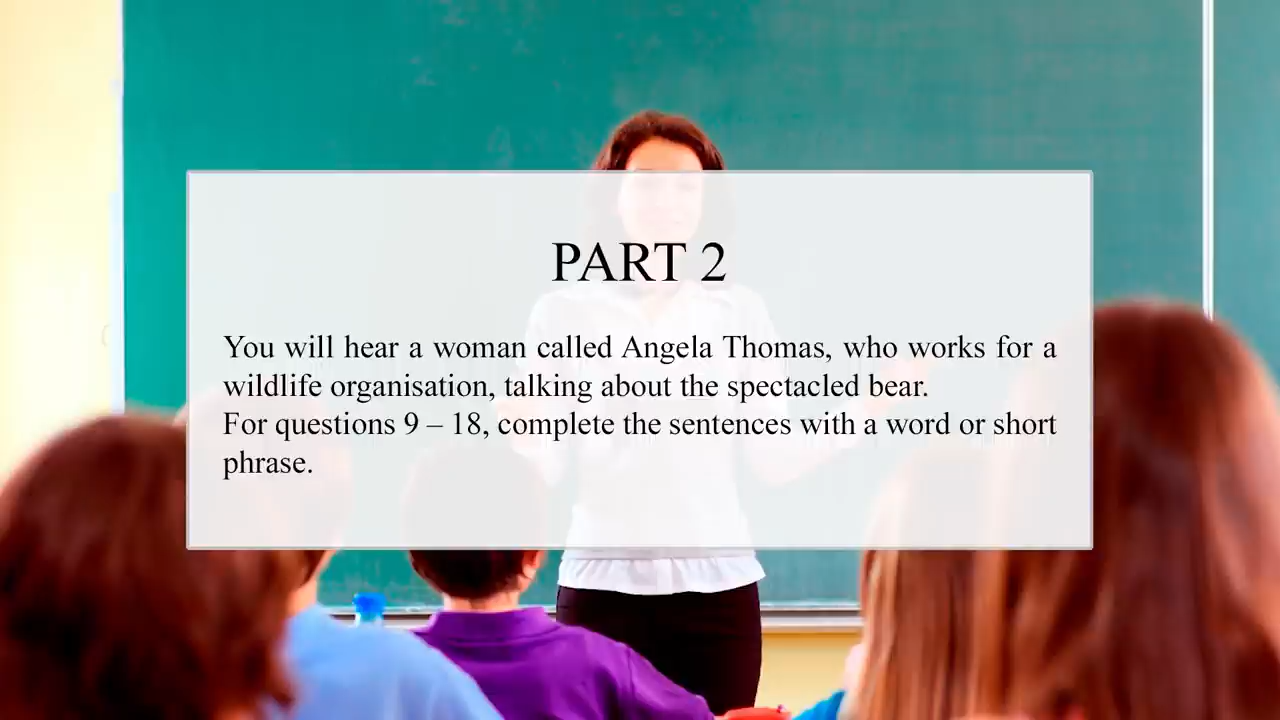 PART 2
You will hear a woman called Angela Thomas, who works for a
wildlife organisation, talking about the spectacled bear.
For questions 9 – 18, complete the sentences with a word or short
phrase.